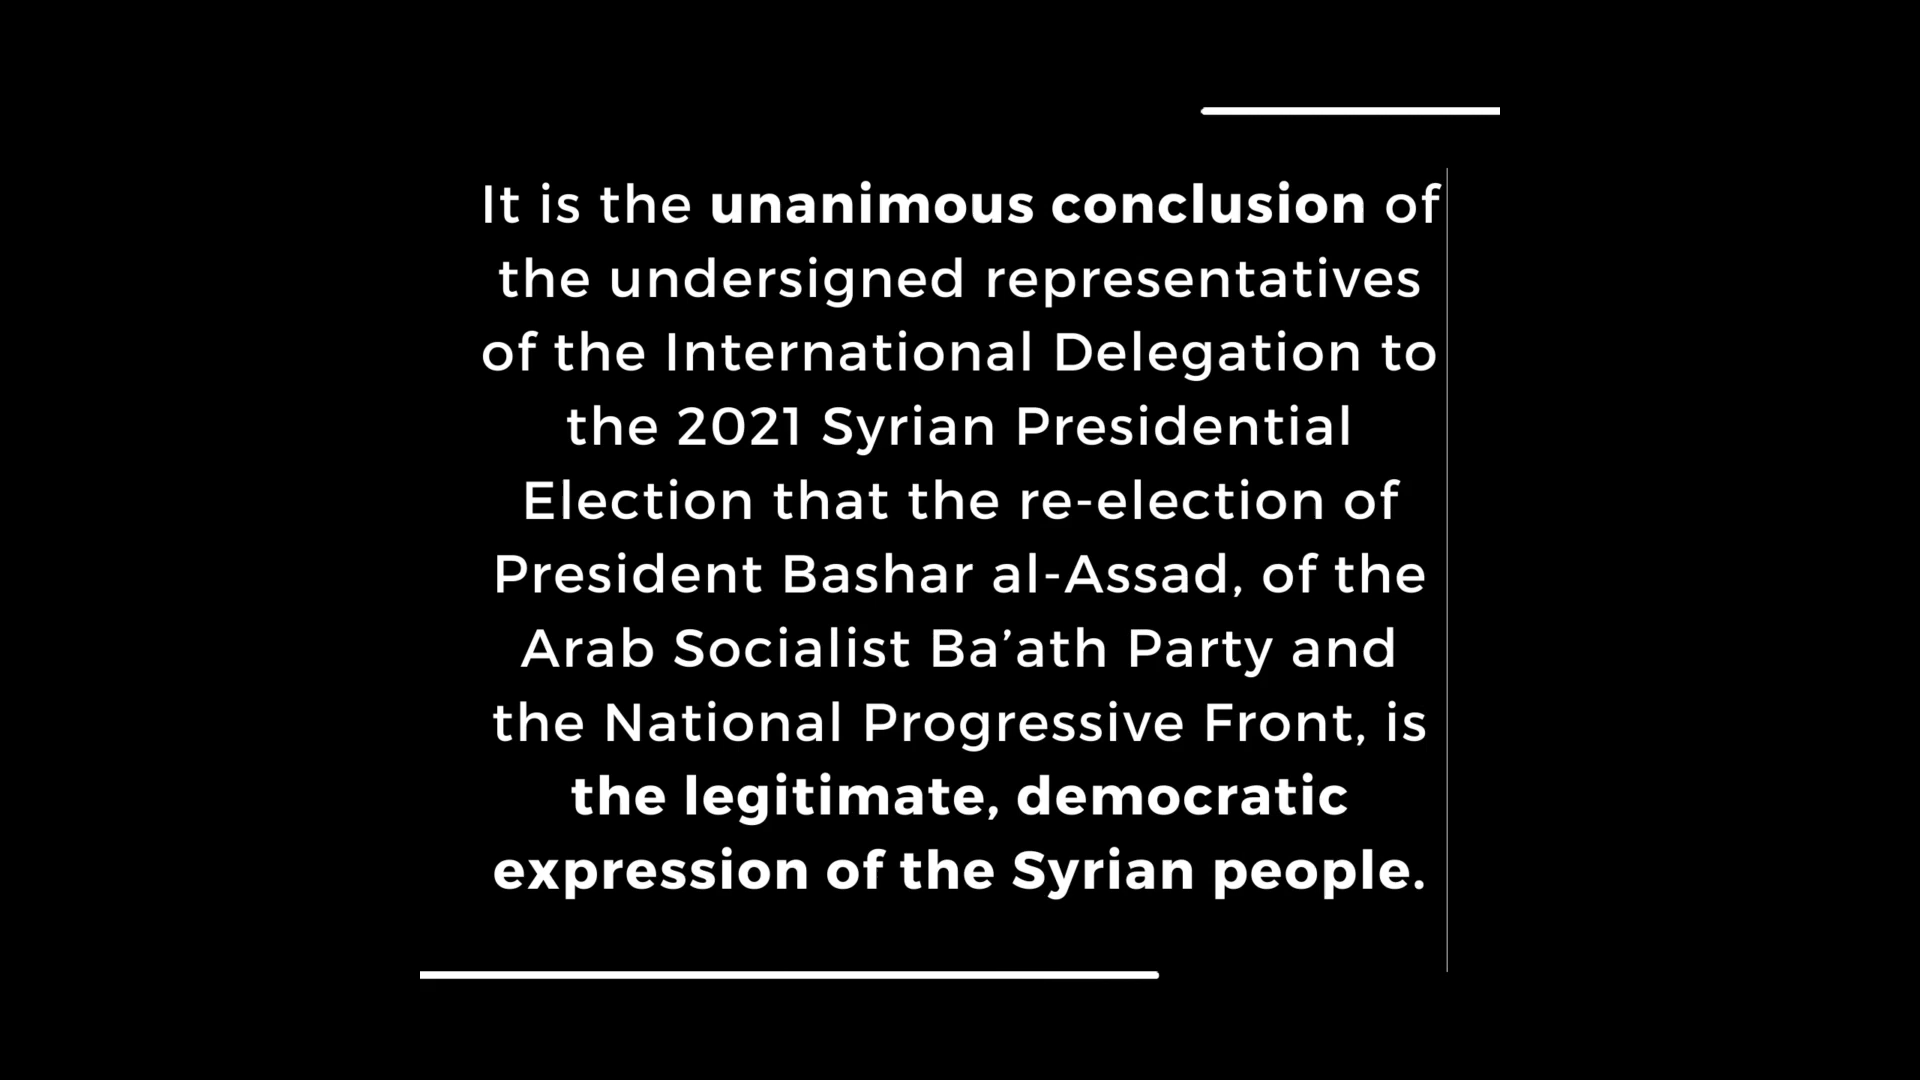 It is the unanimous conclusion of
the undersigned representatives
of the International Delegation to
the 2021 Syrian Presidential
Election that the re-election of
President Bashar al-Assad, of the
Arab Socialist Ba’ath Party and
the National Progressive Front, is
the legitimate, democratic
expression of the Syrian people.